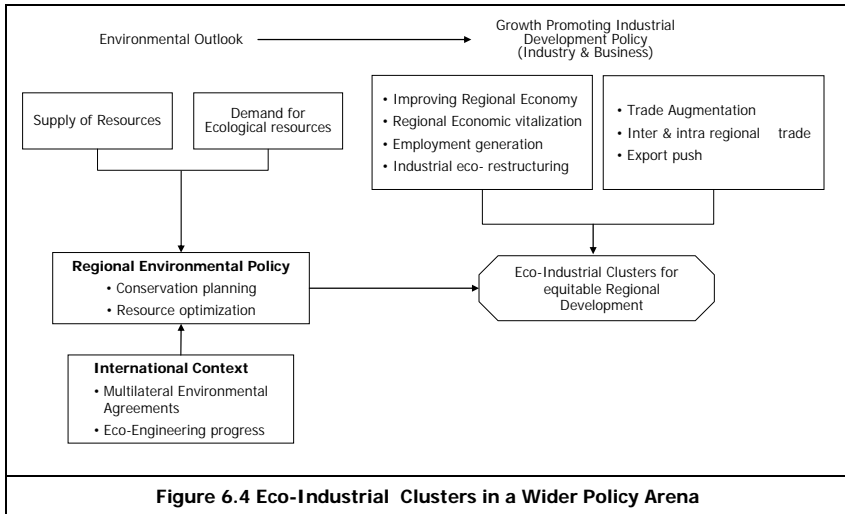 Environmental Outlook
Growth Promoting Industrial
Development Policy
(Industry & Business)
Supply of Resources
Demand for
Ecological resources
• Improving Regional Economy
• Regional Economic vitalization
• Employment generation
• Industrial eco- restructuring
• Trade Augmentation
• Inter & intra regional trade
• Export push
Regional Environmental Policy
• Conservation planning
• Resource optimization
Eco-Industrial Clusters for
equitable Regional
Development
International Context
• Multilateral Environmental
Agreements
• Eco-Engineering progress
Figure 6.4 Eco-Industrial Clusters in a Wider Policy Arena